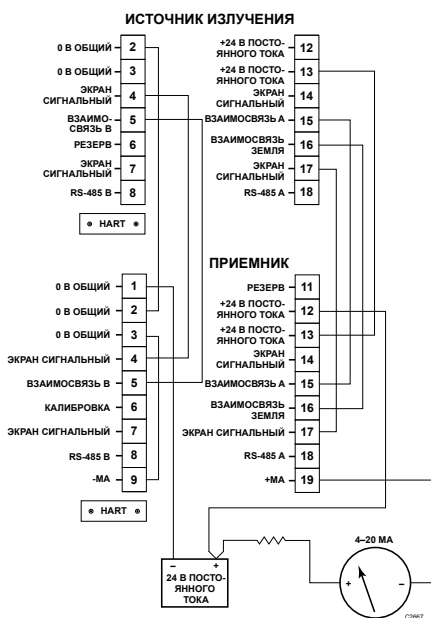 ИСТОЧНИК ИЗЛУЧЕНИЯ
0 В ОБЩИЙ 2
0 В ОБЩИЙ 3
ЭКРАН
СИГНАЛЬНЫЙ 4
ВЗАИМО-
СВЯЗЬ B 5
РЕЗЕРВ 6
ЭКРАН
СИГНАЛЬНЫЙ 7
RS-485 B 8
HART
+24 В ПОСТО-
ЯННОГО ТОКА 12
+24 В ПОСТО-
ЯННОГО ТОКА 13
ЭКРАН
СИГНАЛЬНЫЙ 14
ВЗАИМОСВЯЗЬ A 15
ВЗАИМОСВЯЗЬ
ЗЕМЛЯ 16
ЭКРАН
СИГНАЛЬНЫЙ 17
RS-485 A 18
ПРИЕМНИК
0 В ОБЩИЙ 1
0 В ОБЩИЙ 2
0 В ОБЩИЙ 3
ЭКРАН СИГНАЛЬНЫЙ 4
ВЗАИМОСВЯЗЬ B 5
КАЛИБРОВКА 6
ЭКРАН СИГНАЛЬНЫЙ 7
RS-485 B 8
-МА 9
HART
РЕЗЕРВ 11
+24 В ПОСТО-
ЯННОГО ТОКА 12
+24 В ПОСТО-
ЯННОГО ТОКА 13
ЭКРАН
СИГНАЛЬНЫЙ 14
ВЗАИМОСВЯЗЬ A 15
ВЗАИМОСВЯЗЬ
ЗЕМЛЯ 16
ЭКРАН СИГНАЛЬНЫЙ 17
RS-485 A 18
+МА 19
– +
24 В ПОСТО-
ЯННОГО
ТОКА
4–20 МА
+ –
C2667